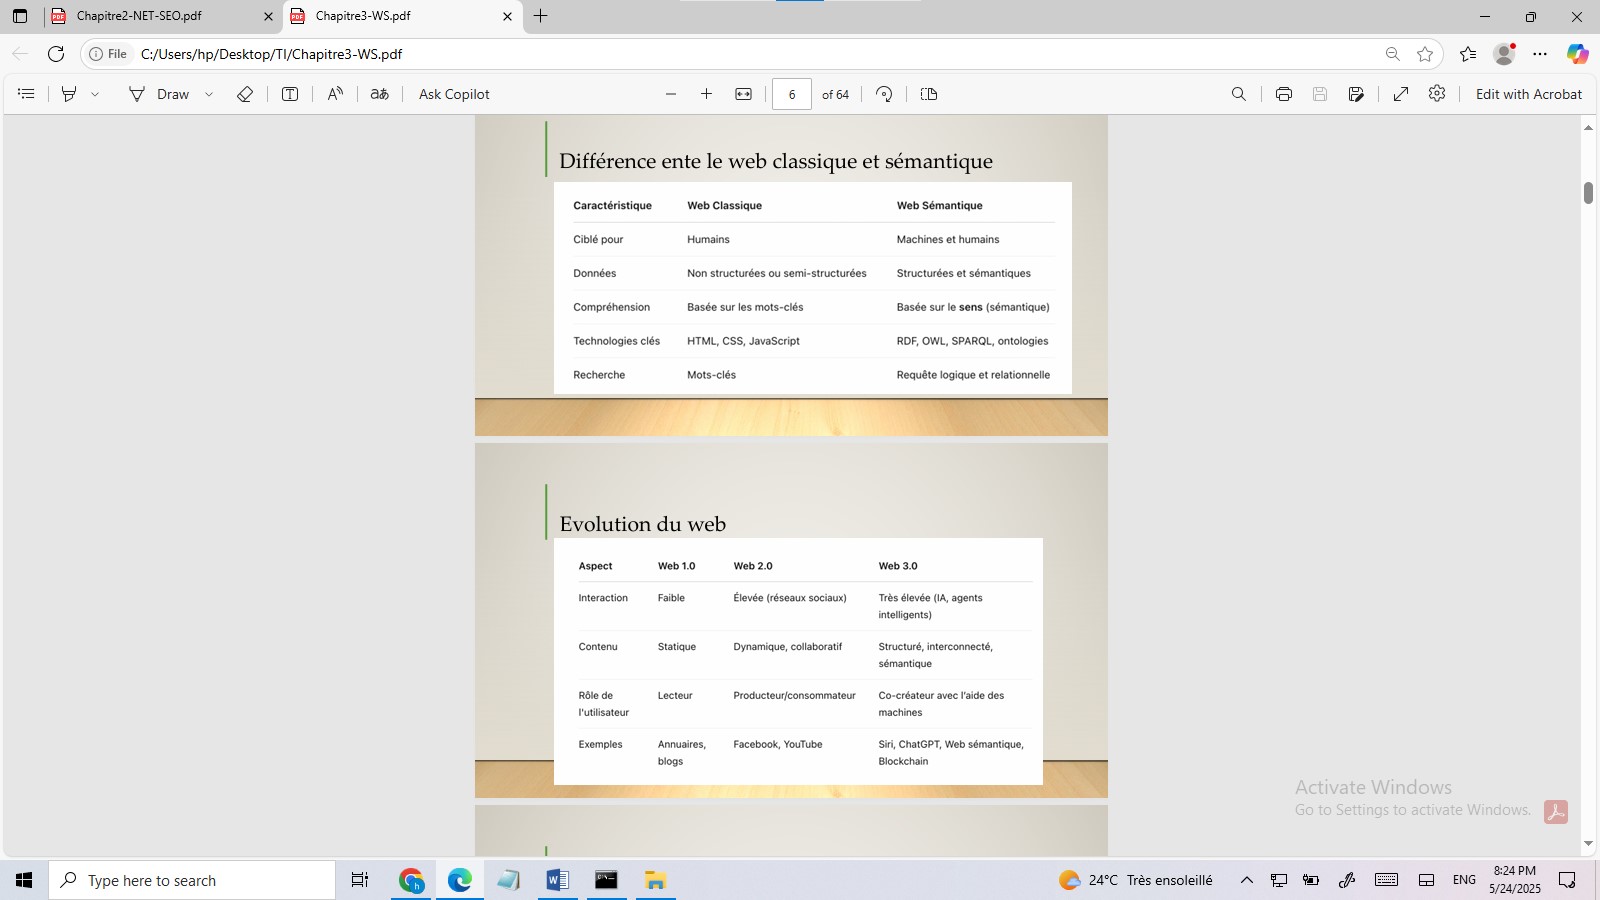 Chapitre2-NET-SEO.pdf
Chapitre3-WS.pdf
File
C:/Users/hp/Desktop/TI/Chapitre3-WS.pdf
Draw
Ask Copilot
6 of 64
Edit with Acrobat
Différence ente le web classique et sémantique
Caractéristique Web Classique Web Sémantique
Ciblé pour Humains Machines et humains
Données Non structurées ou semi-structurées Structurées et sémantiques
Compréhension Basée sur les mots-clés Basée sur le sens (sémantique)
Technologies clés HTML, CSS, JavaScript RDF, OWL, SPARQL, ontologies
Recherche Mots-clés Requête logique et relationnelle
Evolution du web
Aspect Web 1.0 Web 2.0 Web 3.0
Interaction Faible Élevée (réseaux sociaux) Très élevée (IA, agents
intelligents)
Contenu Statique Dynamique, collaboratif Structuré, interconnecté,
sémantique
Rôle de Lecteur Producteur/consommateur Co-créateur avec l'aide des
l'utilisateur machines
Exemples Annuaires, Facebook, YouTube Siri, ChatGPT, Web sémantique,
blogs Blockchain
Activate Windows
Go to Settings to activate Windows.
Type here to search
24°C Très ensoleillé
ENG
8:24 PM
5/24/2025